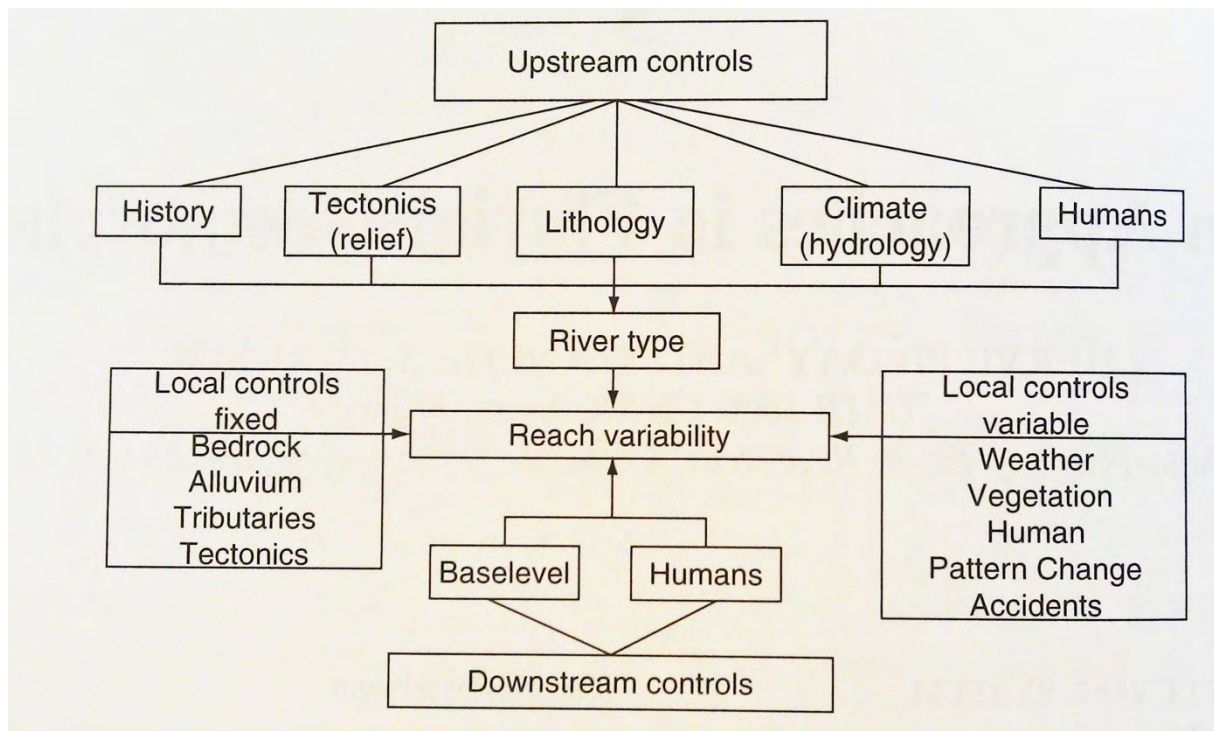 Upstream controls
History
Tectonics
(relief)
Lithology
Climate
(hydrology)
Humans
River type
Local controls
fixed
Bedrock
Alluvium
Tributaries
Tectonics
Reach variability
Local controls
variable
Weather
Vegetation
Human
Pattern Change
Accidents
Baselevel
Humans
Downstream controls